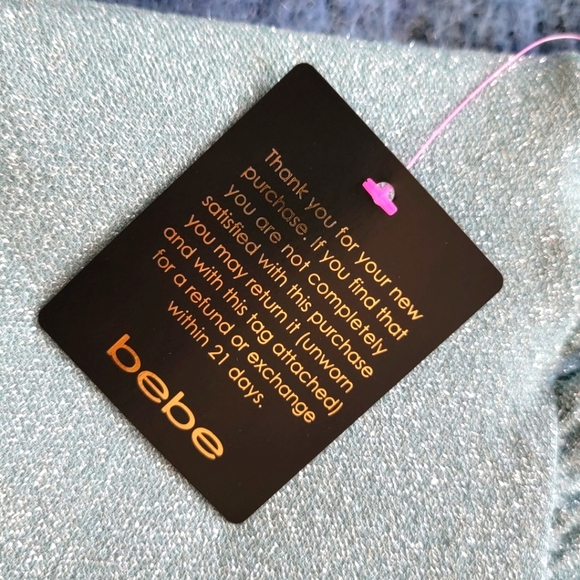 Thank you for your new
purchase. If you find that
you are not completely
satisfied with this purchase
you may return it (unworn
and with this tag attached)
for a refund or exchange
within 21 days.
bebe